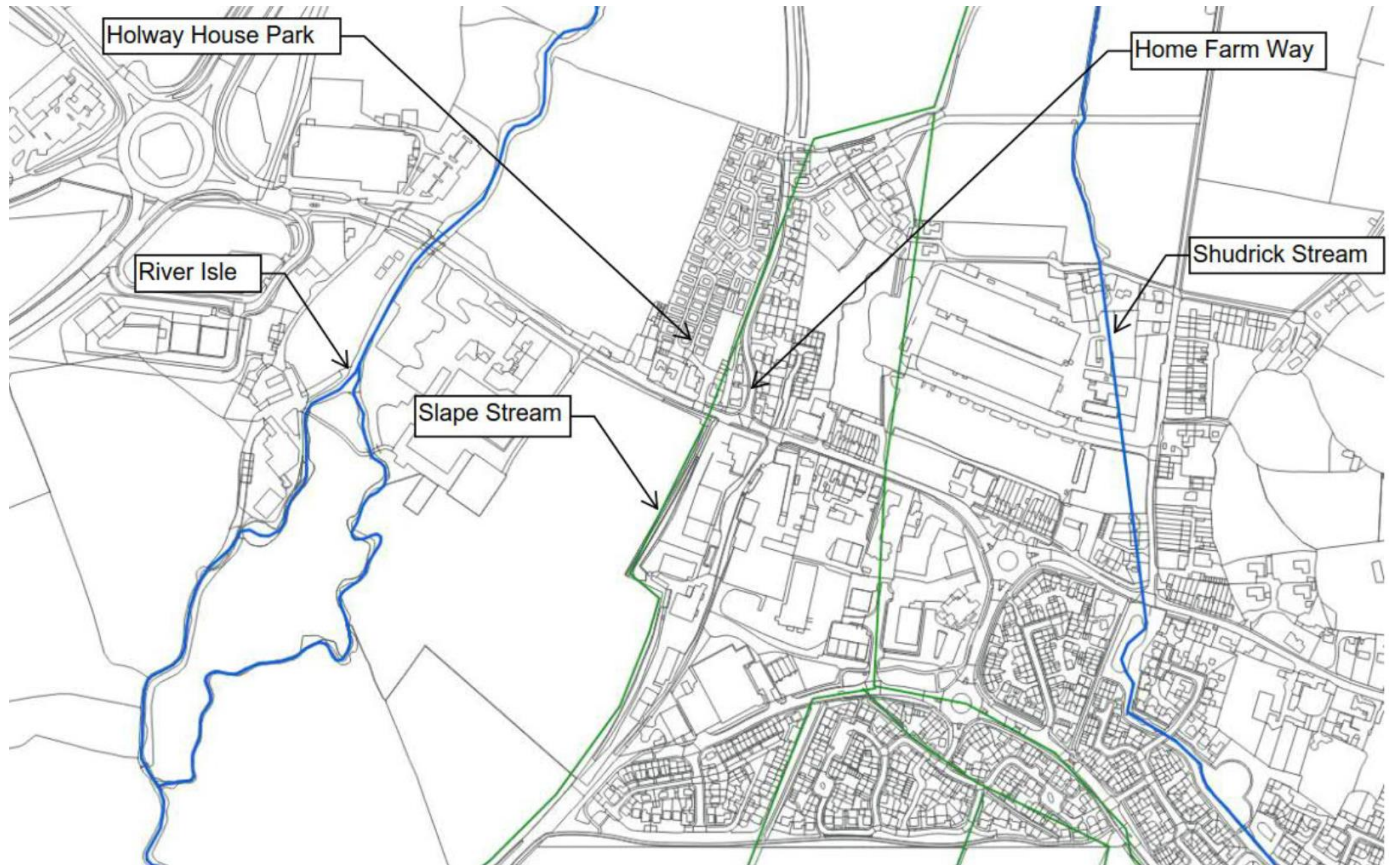 Holway House Park
Home Farm Way
River Isle
Shudrick Stream
Slape Stream